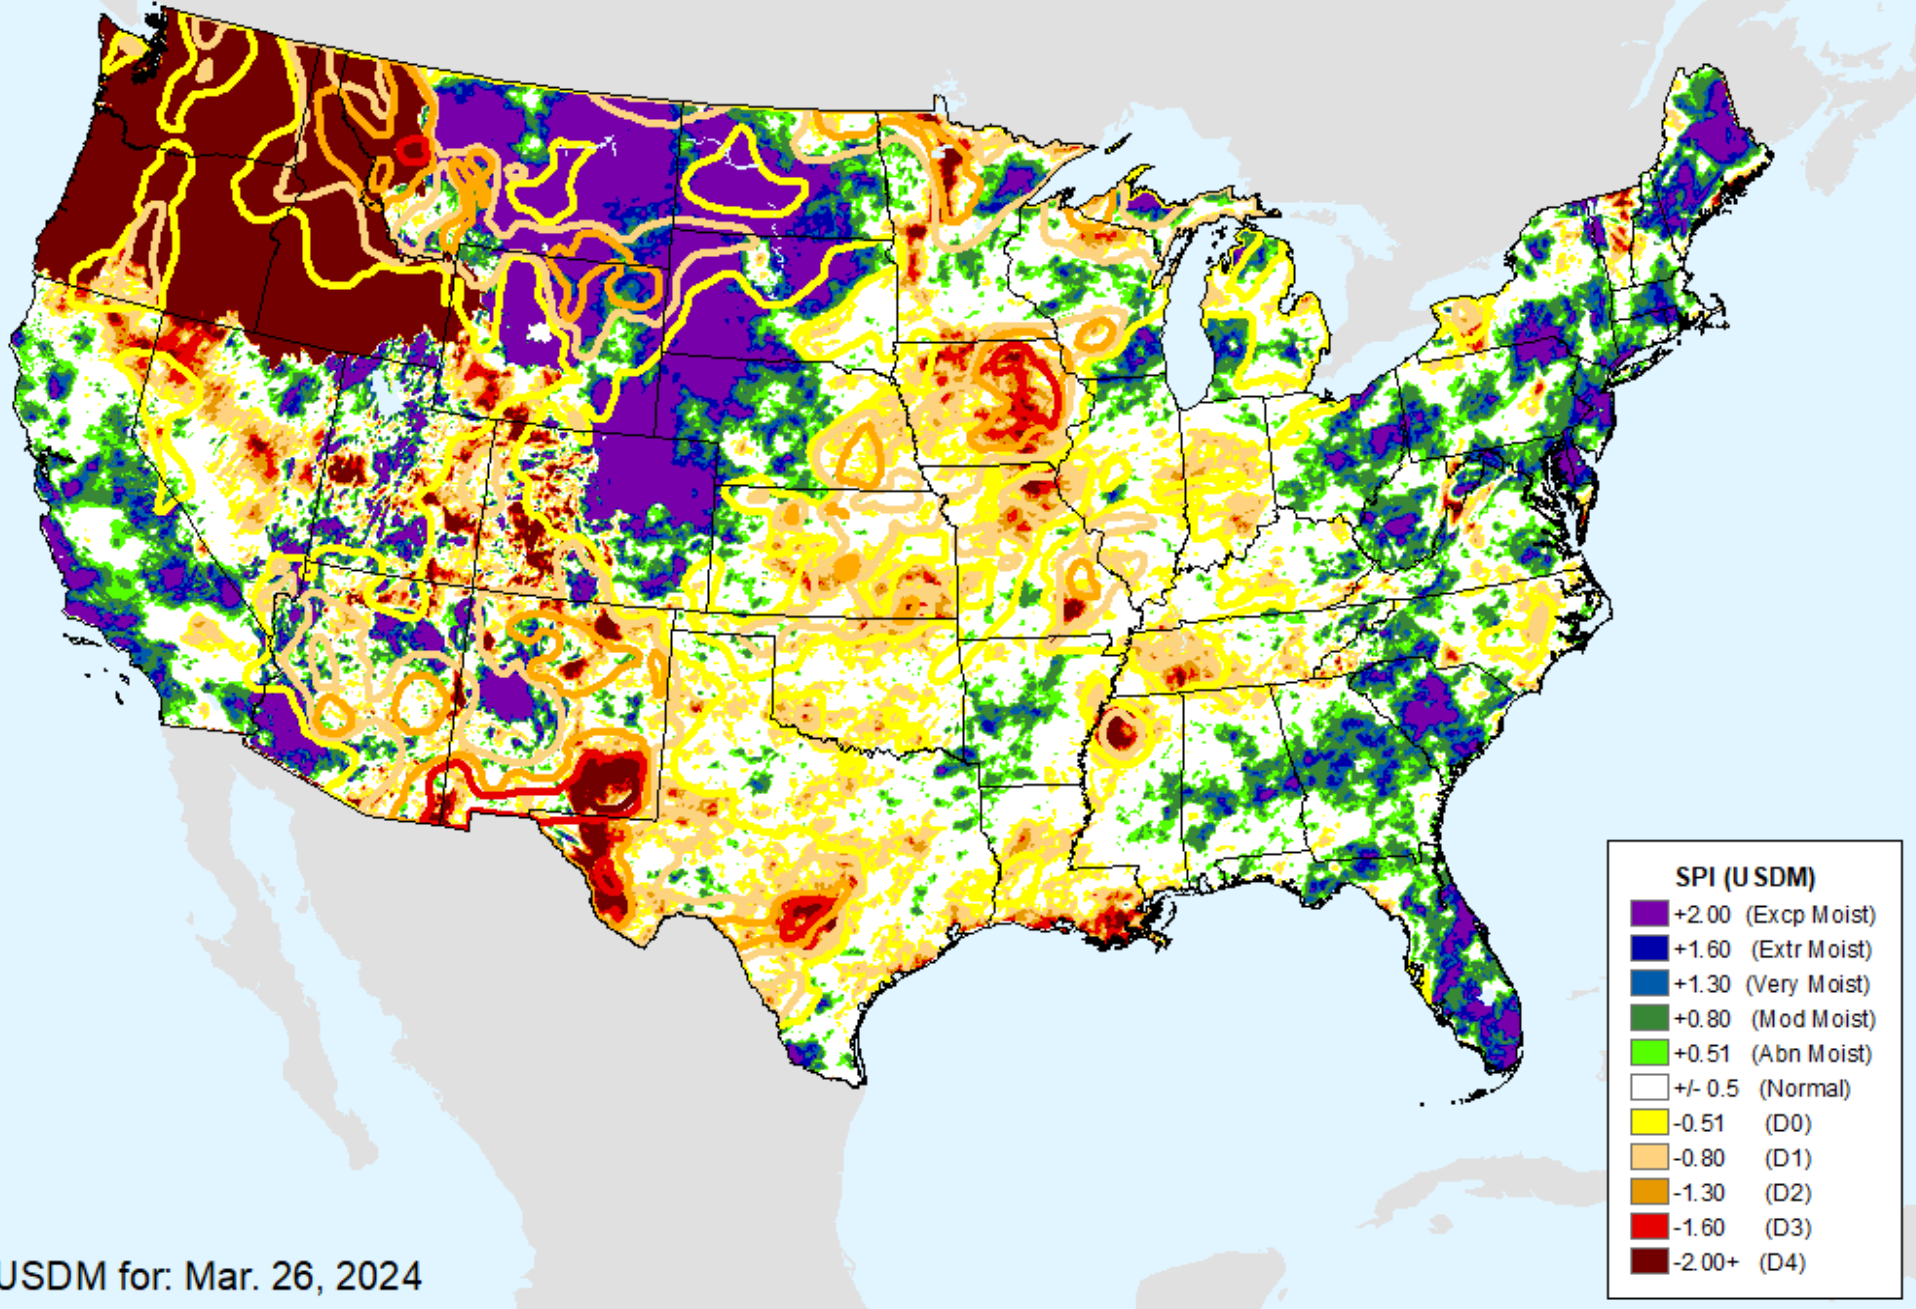 SPI (USDM)
+2.00 (Excp Moist)
+1.60 (Extr Moist)
+1.30 (Very Moist)
+0.80 (Mod Moist)
+0.51 (Abn Moist)
+/- 0.5 (Normal)
-0.51 (D0)
-0.80 (D1)
-1.30 (D2)
-1.60 (D3)
-2.00+ (D4)
USDM for: Mar. 26, 2024